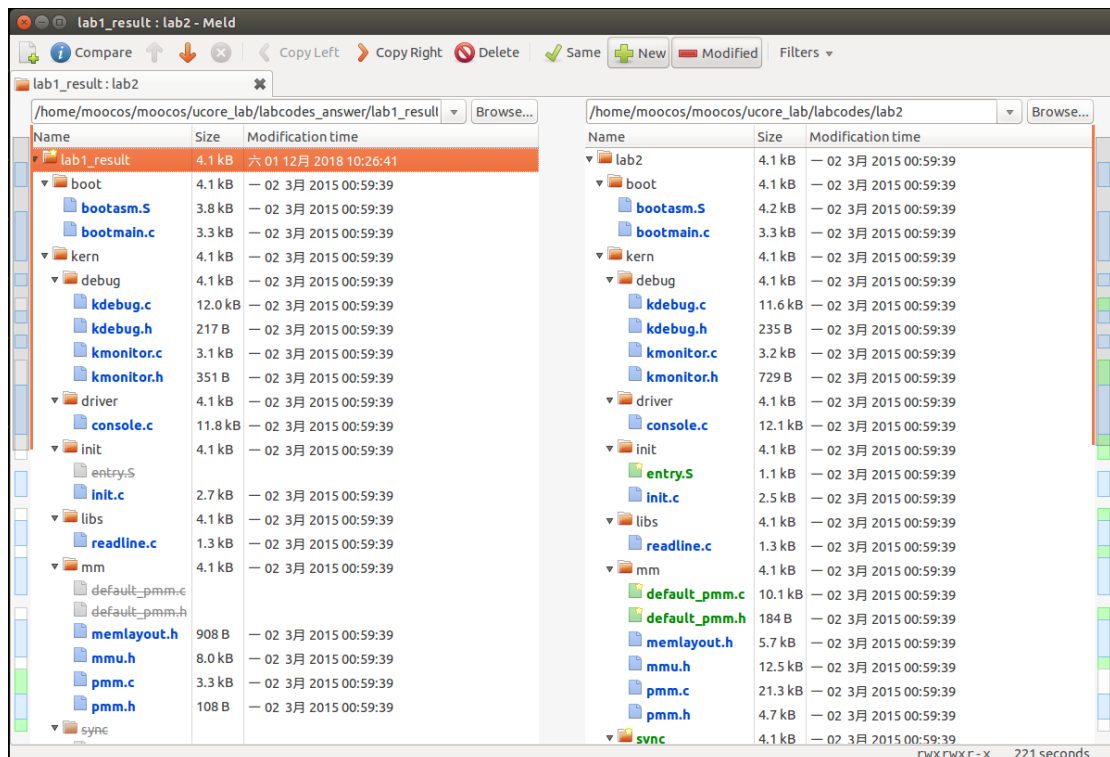 lab1_result : lab2 - Meld
Compare Copy Left Copy Right Delete Same New Modified Filters
lab1_result : lab2
/home/moocos/moocos/ucore_lab/labcodes_answer/lab1_result Browse... /home/moocos/moocos/ucore_lab/labcodes/lab2 Browse...
Name Size Modification time Name Size Modification time
lab1_result 4.1 kB 六 01 12月 2018 10:26:41 lab2 4.1 kB 一 02 3月 2015 00:59:39
boot 4.1 kB 一 02 3月 2015 00:59:39 boot 4.1 kB 一 02 3月 2015 00:59:39
bootasm.S 3.8 kB 一 02 3月 2015 00:59:39 bootasm.S 4.2 kB 一 02 3月 2015 00:59:39
bootmain.c 3.3 kB 一 02 3月 2015 00:59:39 bootmain.c 3.3 kB 一 02 3月 2015 00:59:39
kern 4.1 kB 一 02 3月 2015 00:59:39 kern 4.1 kB 一 02 3月 2015 00:59:39
debug 4.1 kB 一 02 3月 2015 00:59:39 debug 4.1 kB 一 02 3月 2015 00:59:39
kdebug.c 12.0 kB 一 02 3月 2015 00:59:39 kdebug.c 11.6 kB 一 02 3月 2015 00:59:39
kdebug.h 217 B 一 02 3月 2015 00:59:39 kdebug.h 235 B 一 02 3月 2015 00:59:39
kmonitor.c 3.1 kB 一 02 3月 2015 00:59:39 kmonitor.c 3.2 kB 一 02 3月 2015 00:59:39
kmonitor.h 351 B 一 02 3月 2015 00:59:39 kmonitor.h 729 B 一 02 3月 2015 00:59:39
driver 4.1 kB 一 02 3月 2015 00:59:39 driver 4.1 kB 一 02 3月 2015 00:59:39
console.c 11.8 kB 一 02 3月 2015 00:59:39 console.c 12.1 kB 一 02 3月 2015 00:59:39
init 4.1 kB 一 02 3月 2015 00:59:39 init 4.1 kB 一 02 3月 2015 00:59:39
entry.S entry.S 1.1 kB 一 02 3月 2015 00:59:39
init.c 2.7 kB 一 02 3月 2015 00:59:39 init.c 2.5 kB 一 02 3月 2015 00:59:39
libs 4.1 kB 一 02 3月 2015 00:59:39 libs 4.1 kB 一 02 3月 2015 00:59:39
readline.c 1.3 kB 一 02 3月 2015 00:59:39 readline.c 1.3 kB 一 02 3月 2015 00:59:39
mm 4.1 kB 一 02 3月 2015 00:59:39 mm 4.1 kB 一 02 3月 2015 00:59:39
default_pmm.c default_pmm.c 10.1 kB 一 02 3月 2015 00:59:39
default_pmm.h default_pmm.h 184 B 一 02 3月 2015 00:59:39
memlayout.h 908 B 一 02 3月 2015 00:59:39 memlayout.h 5.7 kB 一 02 3月 2015 00:59:39
mmu.h 8.0 kB 一 02 3月 2015 00:59:39 mmu.h 12.5 kB 一 02 3月 2015 00:59:39
pmm.c 3.3 kB 一 02 3月 2015 00:59:39 pmm.c 21.3 kB 一 02 3月 2015 00:59:39
pmm.h 108 B 一 02 3月 2015 00:59:39 pmm.h 4.7 kB 一 02 3月 2015 00:59:39
sync sync 4.1 kB 一 02 3月 2015 00:59:39
rwxrwxr-x 221 seconds